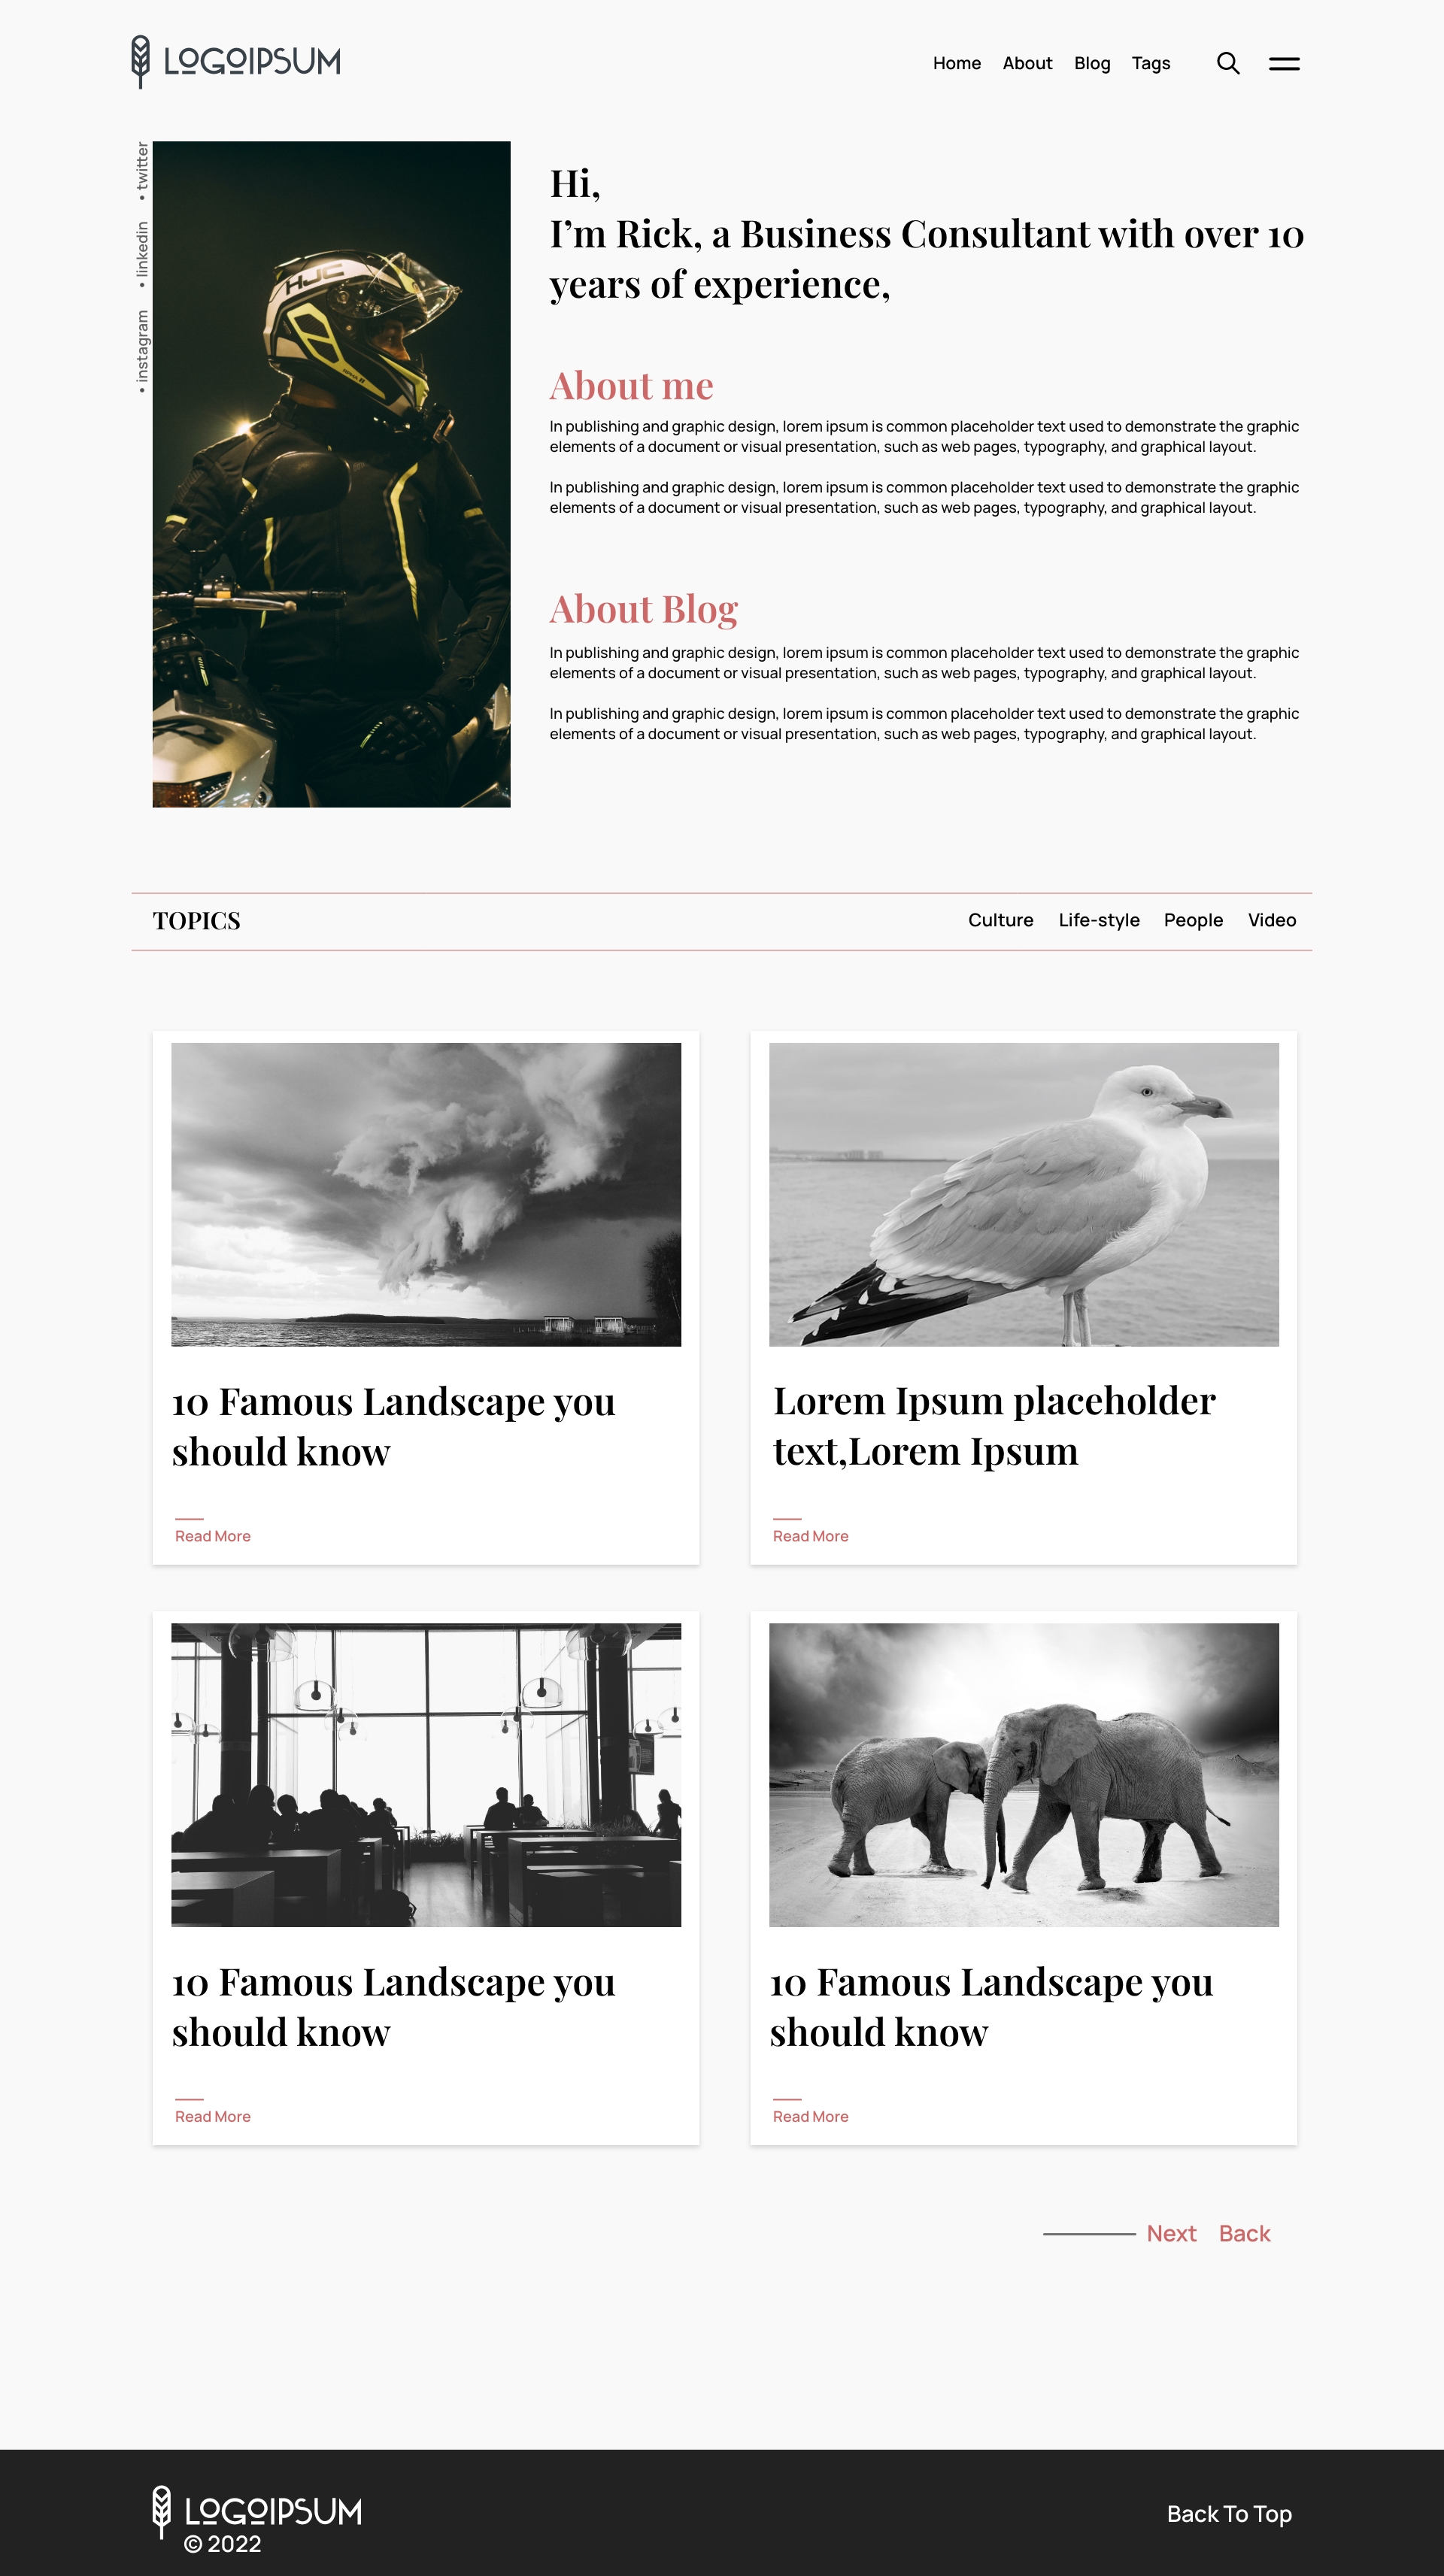 LOGOIPSUM
Home About Blog Tags
• instagram • linkedin • twitter
HJC
Hi,
I’m Rick, a Business Consultant with over 10
years of experience,
About me
In publishing and graphic design, lorem ipsum is common placeholder text used to demonstrate the graphic
elements of a document or visual presentation, such as web pages, typography, and graphical layout.
In publishing and graphic design, lorem ipsum is common placeholder text used to demonstrate the graphic
elements of a document or visual presentation, such as web pages, typography, and graphical layout.
About Blog
In publishing and graphic design, lorem ipsum is common placeholder text used to demonstrate the graphic
elements of a document or visual presentation, such as web pages, typography, and graphical layout.
In publishing and graphic design, lorem ipsum is common placeholder text used to demonstrate the graphic
elements of a document or visual presentation, such as web pages, typography, and graphical layout.
TOPICS
Culture Life-style People Video
10 Famous Landscape you
should know
Read More
Lorem Ipsum placeholder
text,Lorem Ipsum
Read More
10 Famous Landscape you
should know
Read More
10 Famous Landscape you
should know
Read More
Next Back
LOGOIPSUM
© 2022
Back To Top